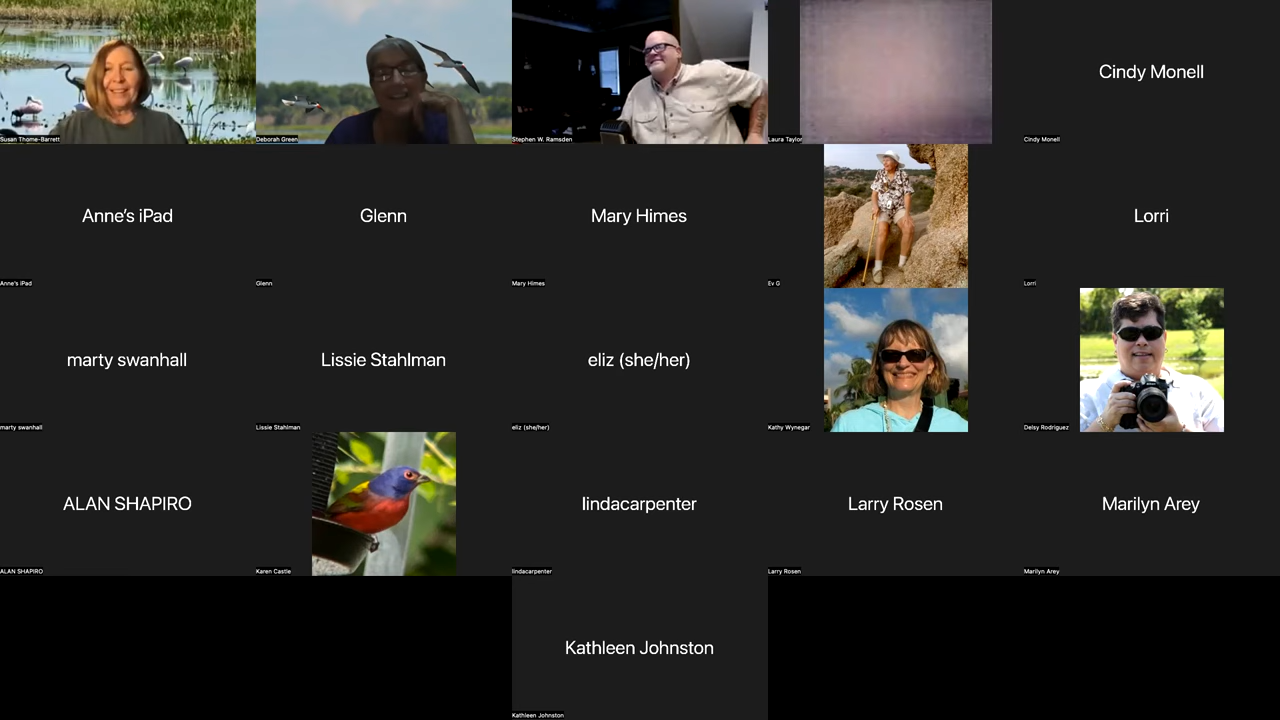 Susan Thome-Barrett
Deborah Green
Stephen W. Ramsden
Laura Taylor
Cindy Monell
Cindy Monell
Anne's iPad
Anne's iPad
Glenn
Glenn
Mary Himes
Mary Himes
Ev G
Lorri
Lorri
marty swanhall
marty swanhall
Lissie Stahlman
Lissie Stahlman
eliz (she/her)
eliz (she/her)
Kathy Wynegar
Delsy Rodriguez
ALAN SHAPIRO
ALAN SHAPIRO
Karen Castle
lindacarpenter
lindacarpenter
Larry Rosen
Larry Rosen
Marilyn Arey
Marilyn Arey
Kathleen Johnston
Kathleen Johnston